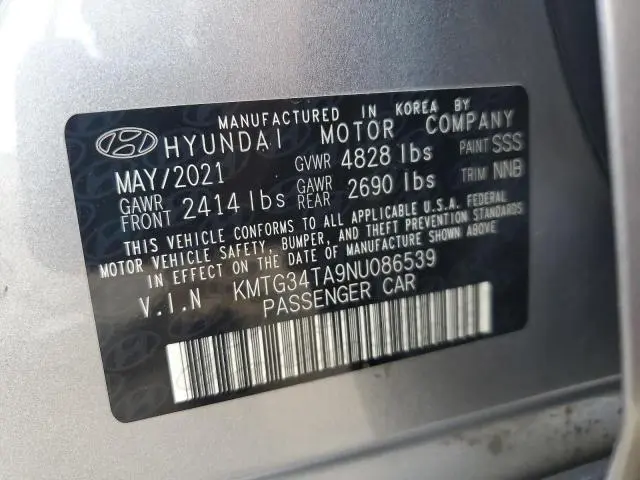 MANUFACTURED IN KOREA BY
HYUNDAI MOTOR COMPANY
MAY/2021 GVWR 4828 lbs PAINT SSS
GAWR FRONT 2414 lbs GAWR REAR 2690 lbs TRIM NNB
THIS VEHICLE CONFORMS TO ALL APPLICABLE U.S.A. FEDERAL
MOTOR VEHICLE SAFETY, BUMPER, AND THEFT PREVENTION STANDARDS
IN EFFECT ON THE DATE OF MANUFACTURE SHOWN ABOVE.
V.I.N KMTG34TA9NU086539
PASSENGER CAR